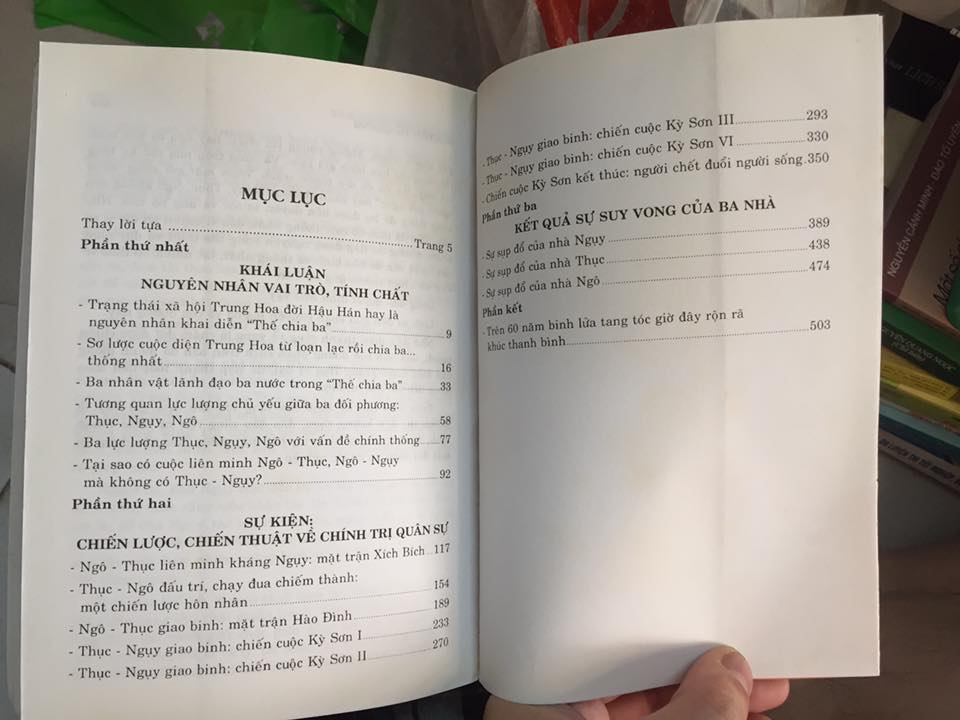 MỤC LỤC
Thay lời tựa ........................................ Trang 5
Phần thứ nhất
KHÁI LUẬN
NGUYÊN NHÂN VAI TRÒ, TÍNH CHẤT
- Trạng thái xã hội Trung Hoa đời Hậu Hán hay là
nguyên nhân khai diễn “Thế chia ba” .................... 9
- Sơ lược cuộc diện Trung Hoa từ loạn lạc rồi chia ba...
thống nhất ........................................ 16
- Ba nhân vật lãnh đạo ba nước trong “Thế chia ba” ...... 33
- Tương quan lực lượng chủ yếu giữa ba đối phương:
Thục, Ngụy, Ngô ........................................ 58
- Ba lực lượng Thục, Ngụy, Ngô với vấn đề chính thống .... 77
- Tại sao có cuộc liên minh Ngô - Thục, Ngô - Ngụy
mà không có Thục - Ngụy? .............................. 92
Phần thứ hai
SỰ KIỆN:
CHIẾN LƯỢC, CHIẾN THUẬT VỀ CHÍNH TRỊ QUÂN SỰ
- Ngô - Thục liên minh kháng Ngụy: mặt trận Xích Bích .. 117
- Thục - Ngô đấu trí, chạy đua chiếm thành:
một chiến lược hôn nhân .............................. 154
- Ngô - Thục giao binh: mặt trận Hào Đình ............ 189
- Thục - Ngụy giao binh: chiến cuộc Kỳ Sơn I .......... 233
- Thục - Ngụy giao binh: chiến cuộc Kỳ Sơn II ......... 270
- Thục - Ngụy giao binh: chiến cuộc Kỳ Sơn III ........ 293
- Thục - Ngụy giao binh: chiến cuộc Kỳ Sơn VI ......... 330
- Chiến cuộc Kỳ Sơn kết thúc: người chết đuổi người sống . 350
Phần thứ ba
KẾT QUẢ SỰ SUY VONG CỦA BA NHÀ
- Sự sụp đổ của nhà Ngụy .............................. 389
- Sự sụp đổ của nhà Thục .............................. 438
- Sự sụp đổ của nhà Ngô .............................. 474
Phần kết
- Trên 60 năm binh lửa tang tóc giờ đây rộn rã
khúc thanh bình ........................................ 503
NGUYỄN CẢNH MINH - ĐÀO TỐ UYÊN
Một số